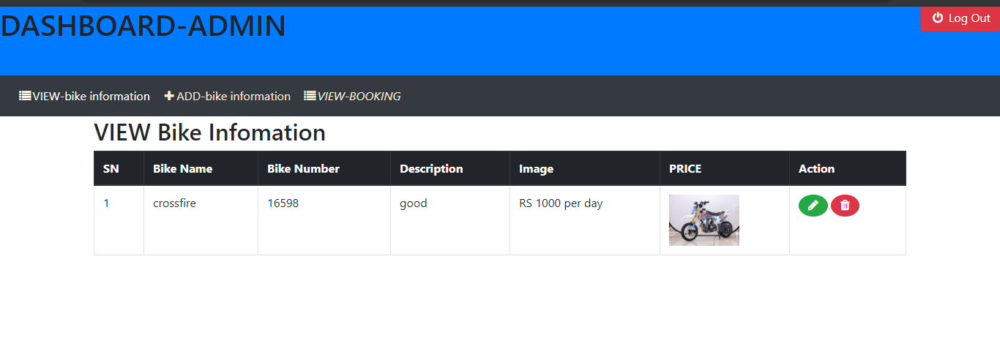 DASHBOARD-ADMIN
Log Out
VIEW-bike information ADD-bike information VIEW-BOOKING
VIEW Bike Infomation
SN Bike Name Bike Number Description Image PRICE Action
1 crossfire 16598 good RS 1000 per day